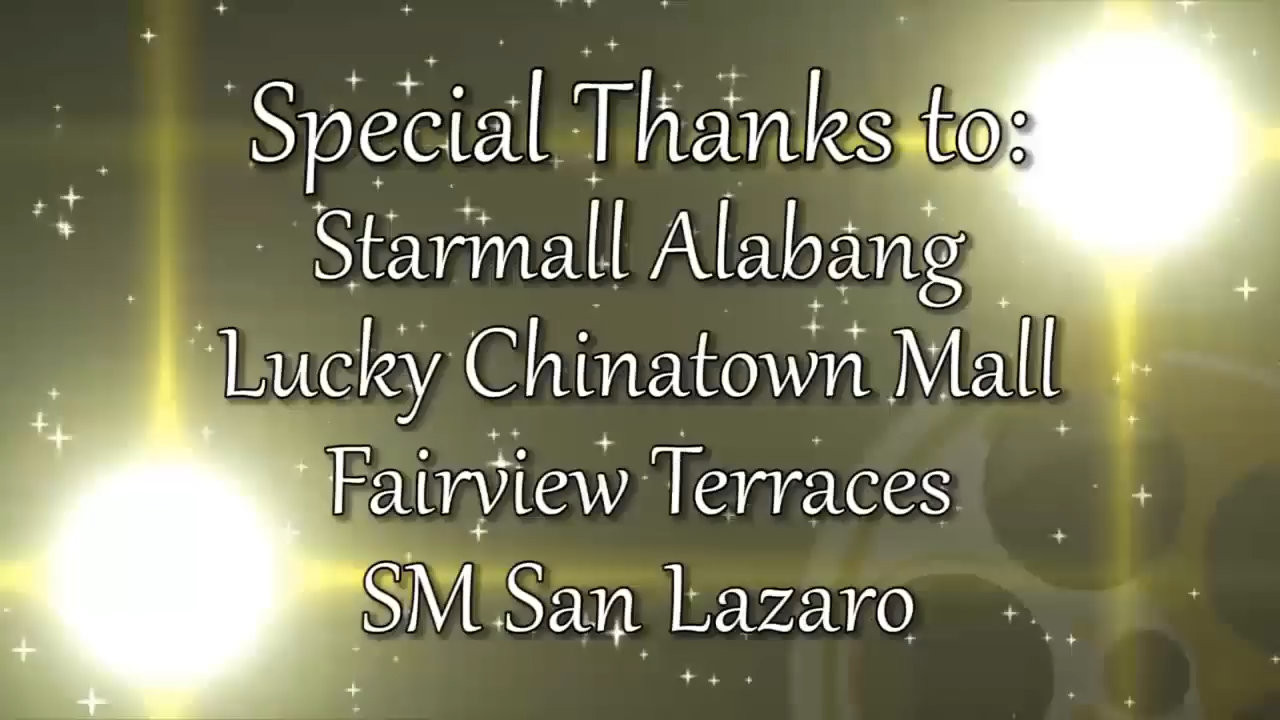 Special Thanks to:
Starmall Alabang
Lucky Chinatown Mall
Fairview Terraces
SM San Lazaro